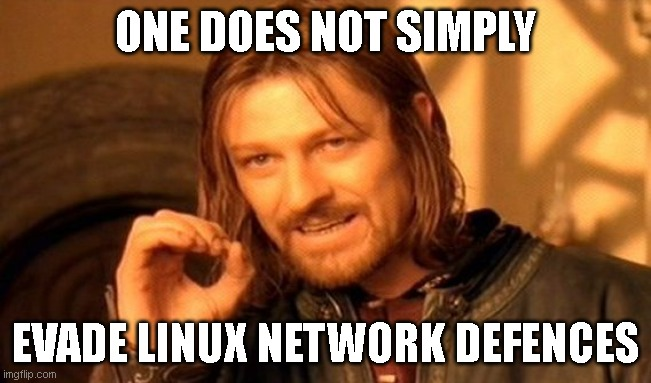 ONE DOES NOT SIMPLY
EVADE LINUX NETWORK DEFENCES
imgflip.com